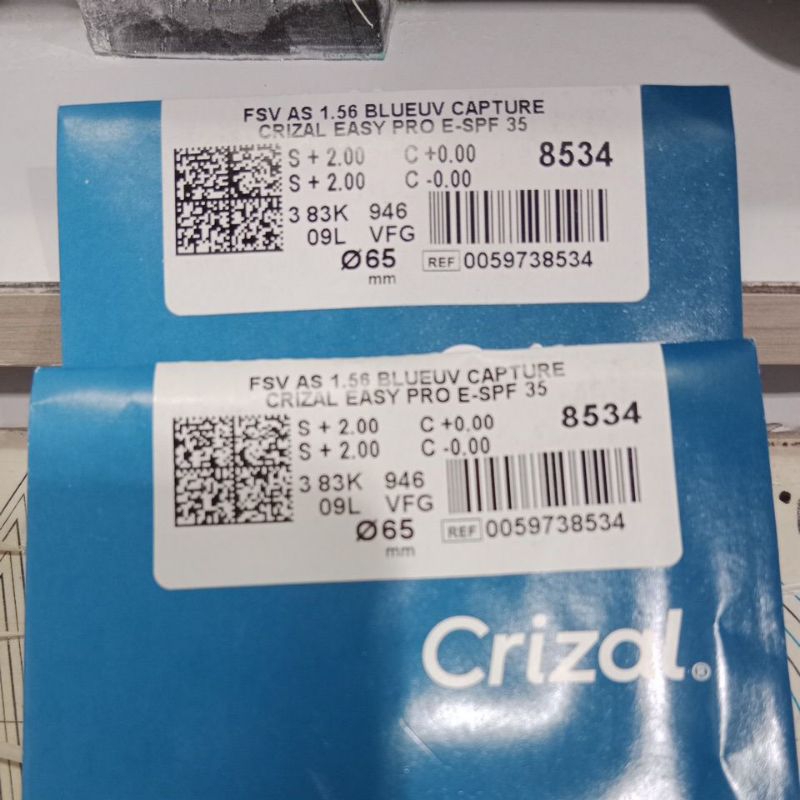 FSV AS 1.56 BLUEUV CAPTURE
CRIZAL EASY PRO E-SPF 35
S + 2.00 C +0.00 8534
S + 2.00 C -0.00
3 83K 946
09L VFG
Ø65
mm
REF 0059738534
FSV AS 1.56 BLUEUV CAPTURE
CRIZAL EASY PRO E-SPF 35
S + 2.00 C +0.00 8534
S + 2.00 C -0.00
3 83K 946
09L VFG
Ø65
mm
REF 0059738534
Crizal®